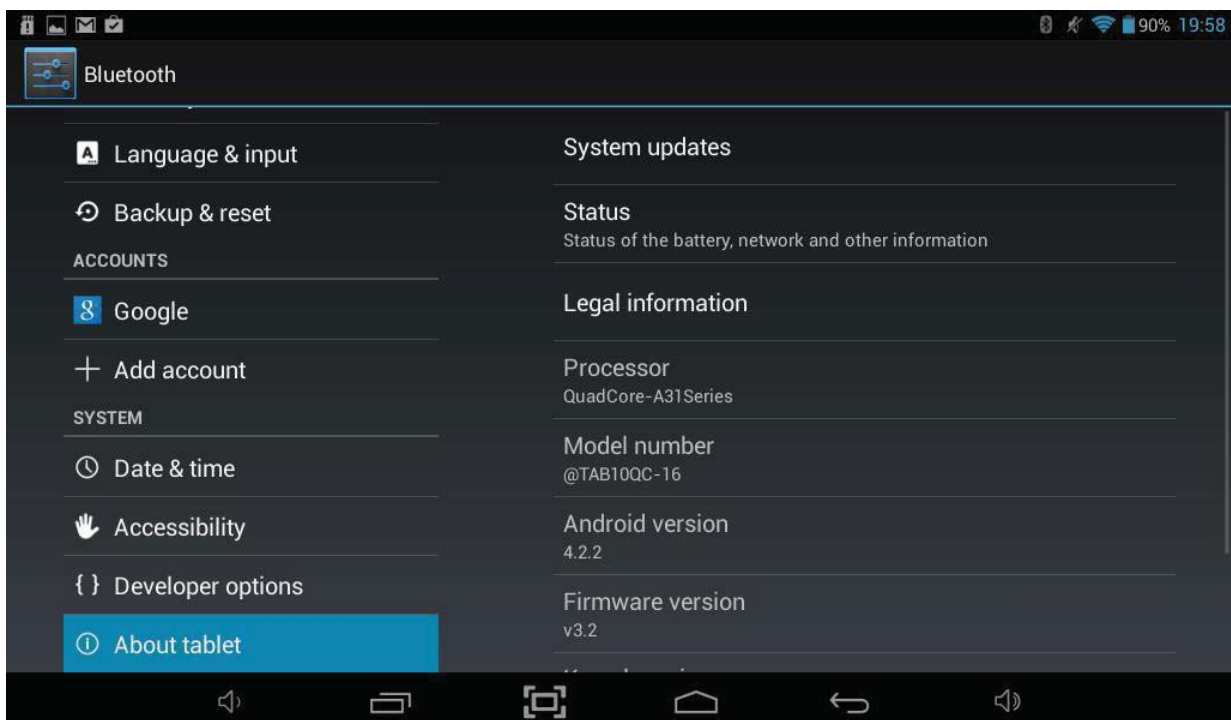 90% 19:58
Bluetooth
Language & input
Backup & reset
ACCOUNTS
Google
Add account
SYSTEM
Date & time
Accessibility
Developer options
About tablet
System updates
Status
Status of the battery, network and other information
Legal information
Processor
QuadCore-A31Series
Model number
@TAB10QC-16
Android version
4.2.2
Firmware version
v3.2